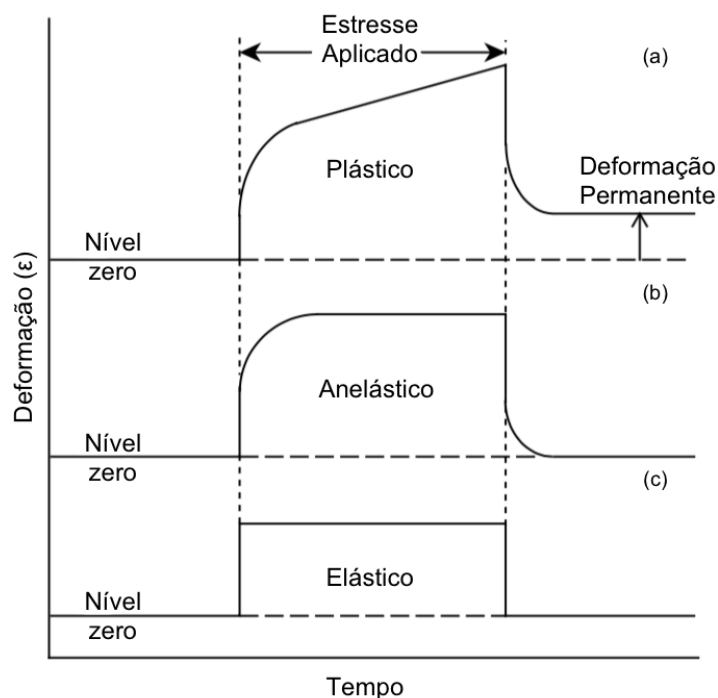 Estresse
Aplicado
(a)
Plástico
Deformação
Permanente
Nível
zero
(b)
Anelástico
Nível
zero
(c)
Elástico
Nível
zero
Deformação (ε)
Tempo